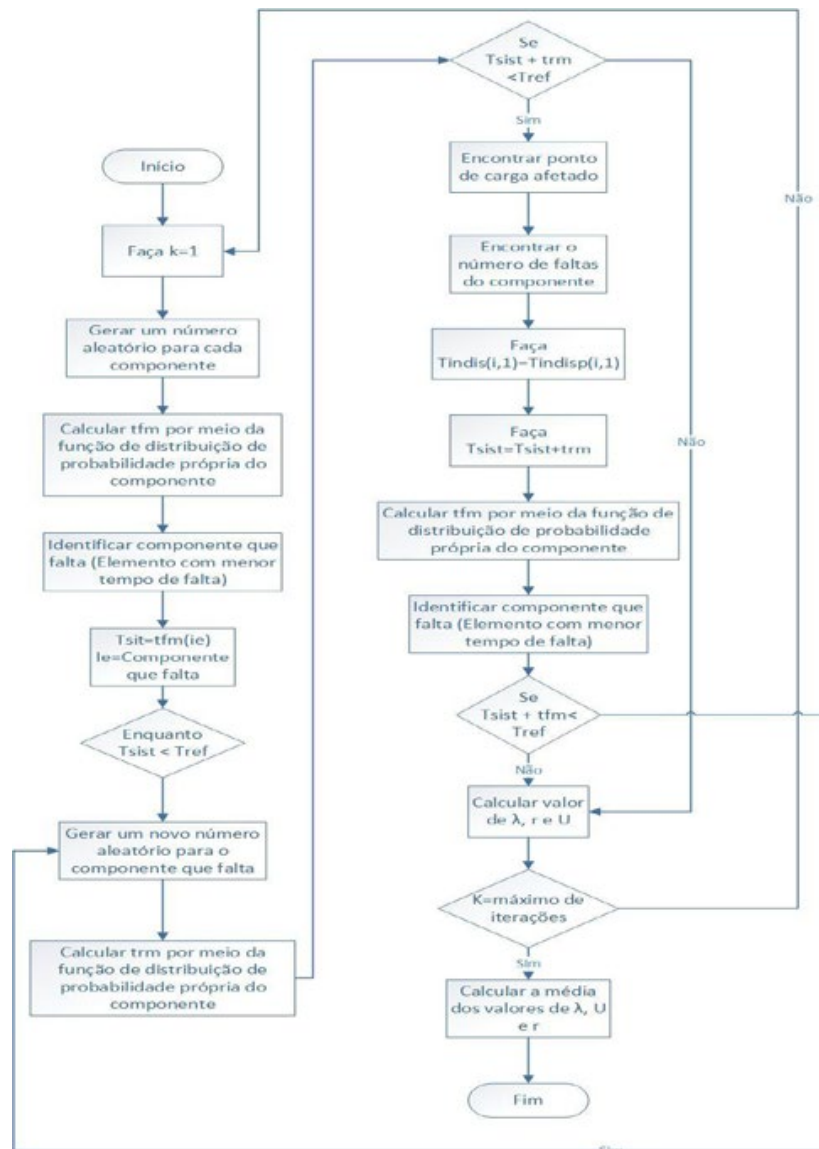 Início
Faça k=1
Gerar um número
aleatório para cada
componente
Calcular tfm por meio da
função de distribuição de
probabilidade própria do
componente
Identificar componente que
falta (Elemento com menor
tempo de falta)
Tsit=tfm(ie)
Ie=Componente
que falta
Enquanto
Tsist < Tref
Gerar um novo número
aleatório para o
componente que falta
Calcular trm por meio da
função de distribuição de
probabilidade própria do
componente
Se
Tsist + trm
<Tref
Sim
Não
Não
Encontrar ponto
de carga afetado
Encontrar o
número de faltas
do componente
Faça
Tindis(i,1)=Tindisp(i,1)
Faça
Tsist=Tsist+trm
Calcular tfm por meio da função de
distribuição de probabilidade
própria do componente
Identificar componente que
falta (Elemento com menor
tempo de falta)
Se
Tsist + tfm<
Tref
Não
Calcular valor
de λ, r e U
K=máximo de
iterações
Sim
Calcular a média
dos valores de λ, U
e r
Fim